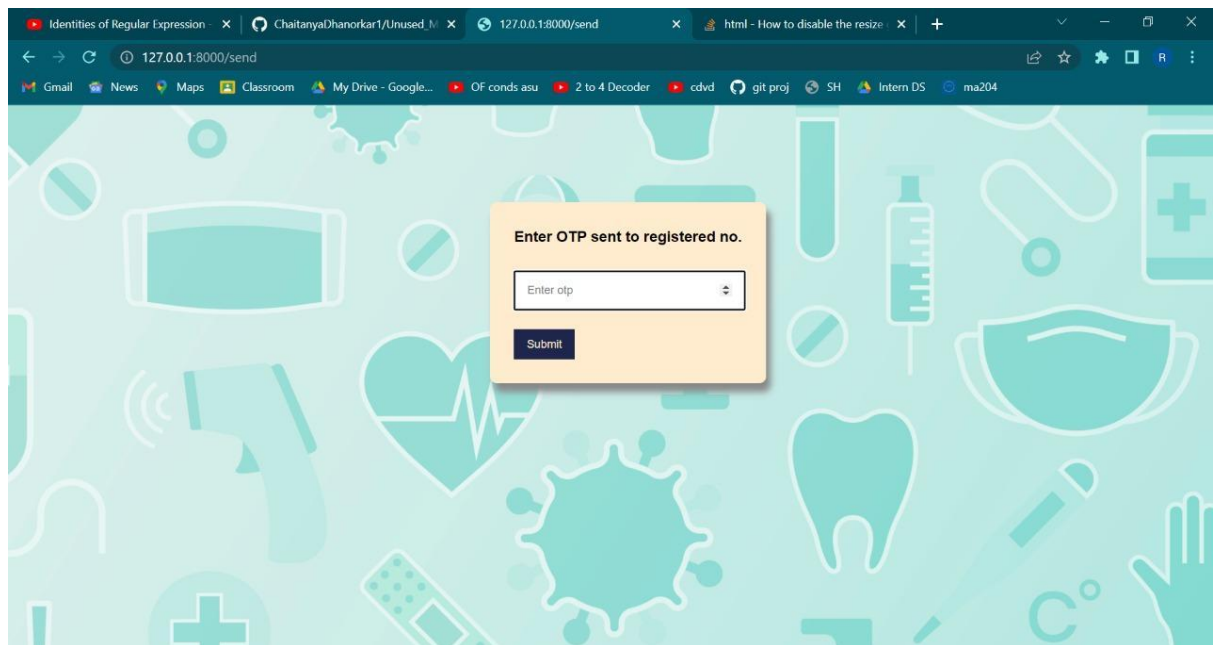 Identities of Regular Expression -
ChaitanyaDhanorkar1/Unused_M
127.0.0.1:8000/send
html - How to disable the resize
127.0.0.1:8000/send
R
Gmail
News
Maps
Classroom
My Drive - Google...
OF conds asu
2 to 4 Decoder
cdvd
git proj
SH
Intern DS
ma204
Enter OTP sent to registered no.
Enter otp
Submit
C°